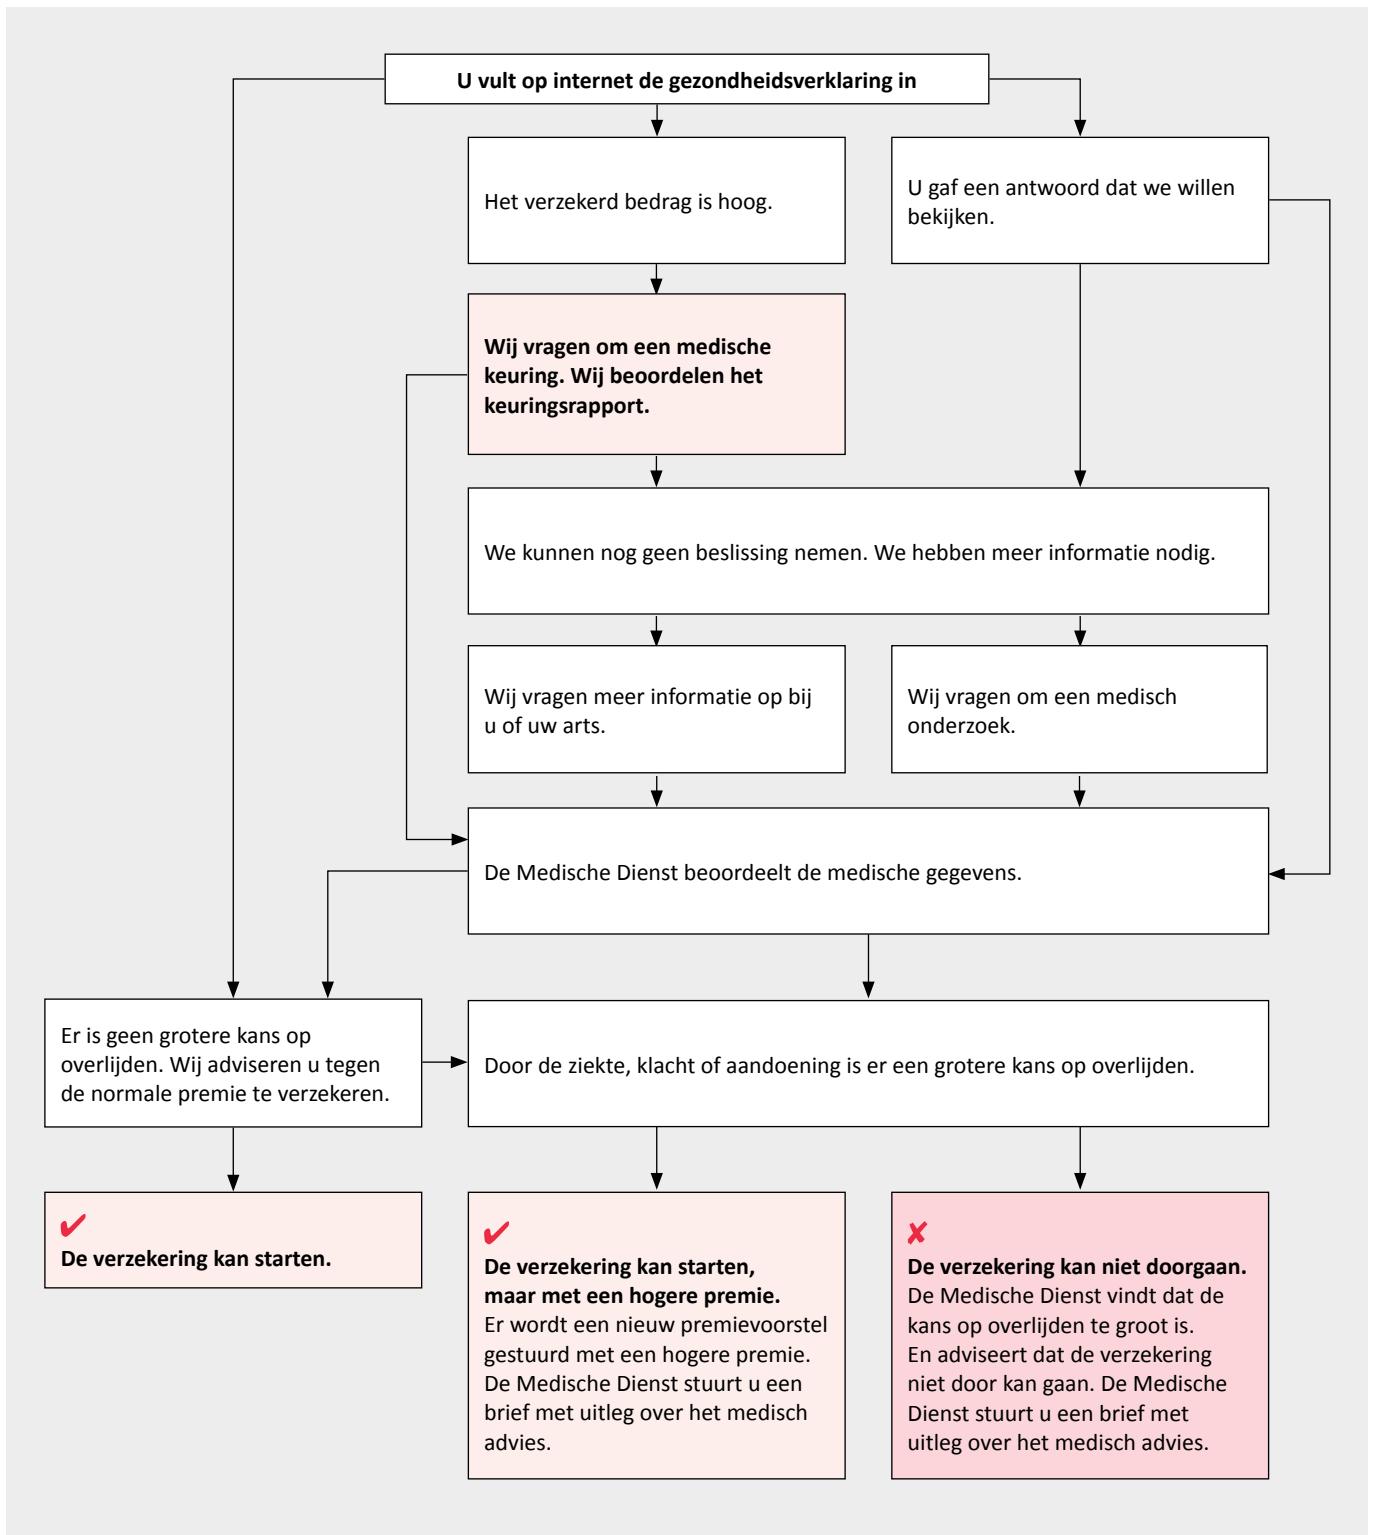 U vult op internet de gezondheidsverklaring in
Het verzekerd bedrag is hoog.
U gaf een antwoord dat we willen
bekijken.
Wij vragen om een medische
keuring. Wij beoordelen het
keuringsrapport.
We kunnen nog geen beslissing nemen. We hebben meer informatie nodig.
Wij vragen meer informatie op bij
u of uw arts.
Wij vragen om een medisch
onderzoek.
De Medische Dienst beoordeelt de medische gegevens.
Er is geen grotere kans op
overlijden. Wij adviseren u tegen
de normale premie te verzekeren.
Door de ziekte, klacht of aandoening is er een grotere kans op overlijden.
✔
De verzekering kan starten.
✔
De verzekering kan starten,
maar met een hogere premie.
Er wordt een nieuw premievoorstel
gestuurd met een hogere premie.
De Medische Dienst stuurt u een
brief met uitleg over het medisch
advies.
✘
De verzekering kan niet doorgaan.
De Medische Dienst vindt dat de
kans op overlijden te groot is.
En adviseert dat de verzekering
niet door kan gaan. De Medische
Dienst stuurt u een brief met
uitleg over het medisch advies.